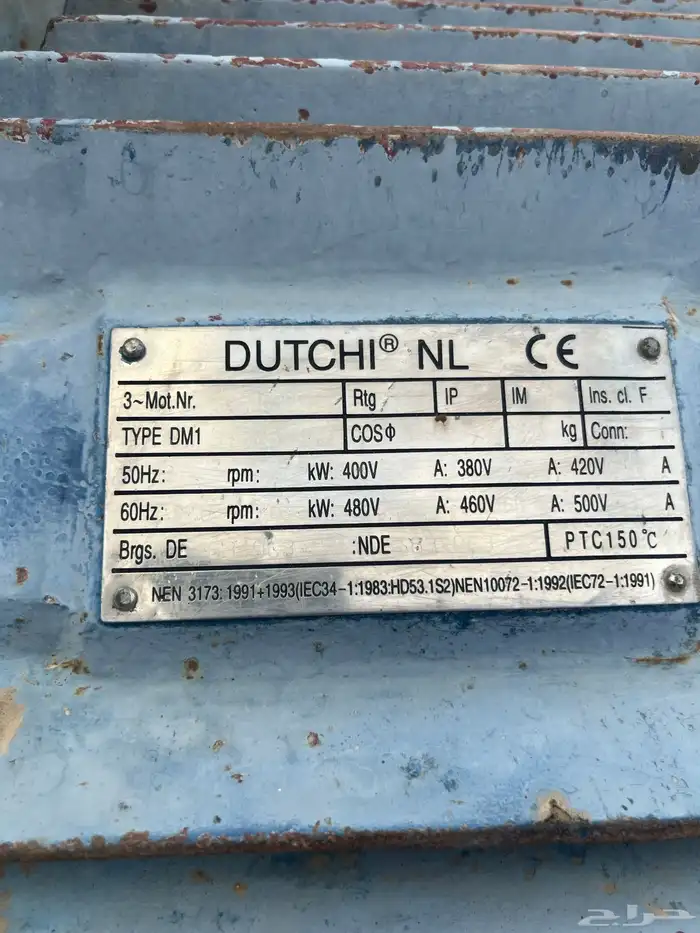 DUTCHI® NL CE
3~Mot.Nr. Rtg IP IM Ins. cl. F
TYPE DM1 COSΦ kg Conn:
50Hz: rpm: kW: 400V A: 380V A: 420V A
60Hz: rpm: kW: 480V A: 460V A: 500V A
Brgs. DE :NDE PTC150°C
NEN 3173:1991+1993(IEC34-1:1983:HD53.1S2)NEN10072-1:1992(IEC72-1:1991)
حراج